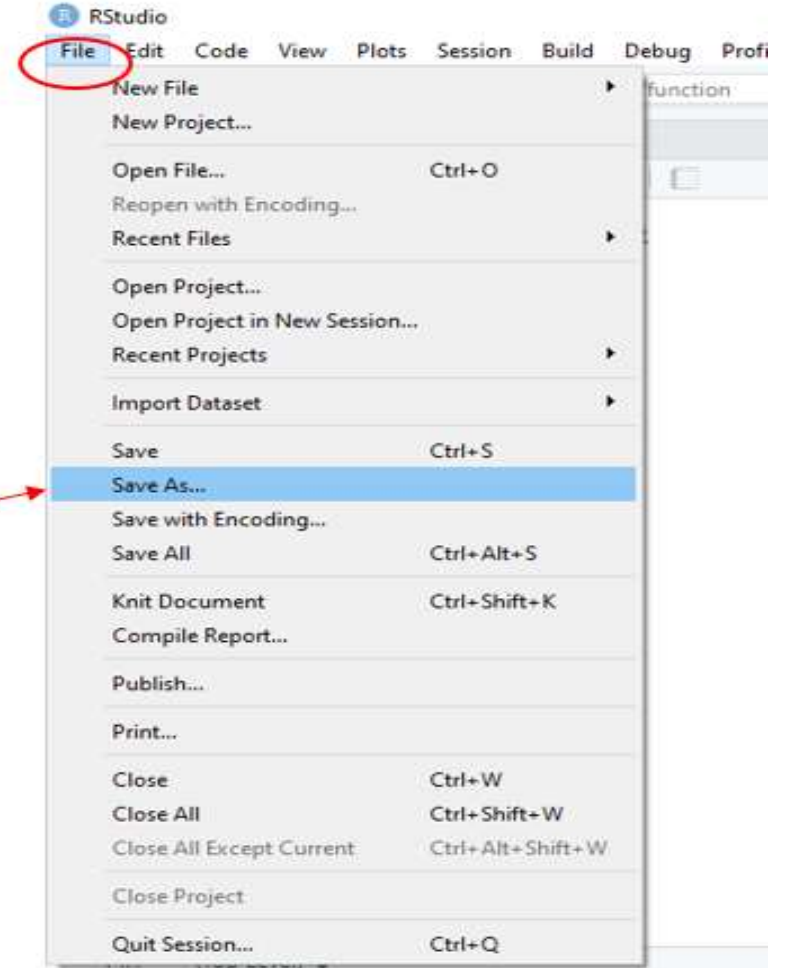 RStudio
File Edit Code View Plots Session Build Debug Profi
New File
function
New Project...
Open File... Ctrl+O
Reopen with Encoding...
Recent Files
Open Project...
Open Project in New Session...
Recent Projects
Import Dataset
Save Ctrl+S
Save As...
Save with Encoding...
Save All Ctrl+Alt+S
Knit Document Ctrl+Shift+K
Compile Report...
Publish...
Print...
Close Ctrl+W
Close All Ctrl+Shift+W
Close All Except Current Ctrl+Alt+Shift+W
Close Project
Quit Session... Ctrl+Q